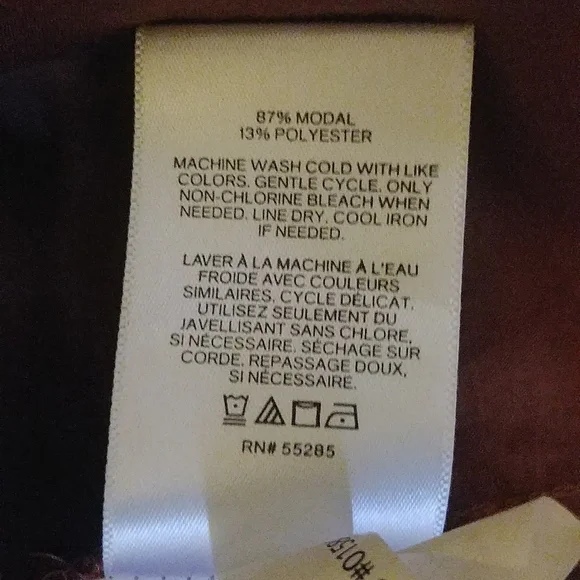 87% MODAL
13% POLYESTER
MACHINE WASH COLD WITH LIKE
COLORS. GENTLE CYCLE. ONLY
NON-CHLORINE BLEACH WHEN
NEEDED. LINE DRY. COOL IRON
IF NEEDED.
LAVER À LA MACHINE À L'EAU
FROIDE AVEC COULEURS
SIMILAIRES. CYCLE DÉLICAT.
UTILISEZ SEULEMENT DU
JAVELLISANT SANS CHLORE,
SI NÉCESSAIRE. SÉCHAGE SUR
CORDE. REPASSAGE DOUX,
SI NÉCESSAIRE.
RN# 55285